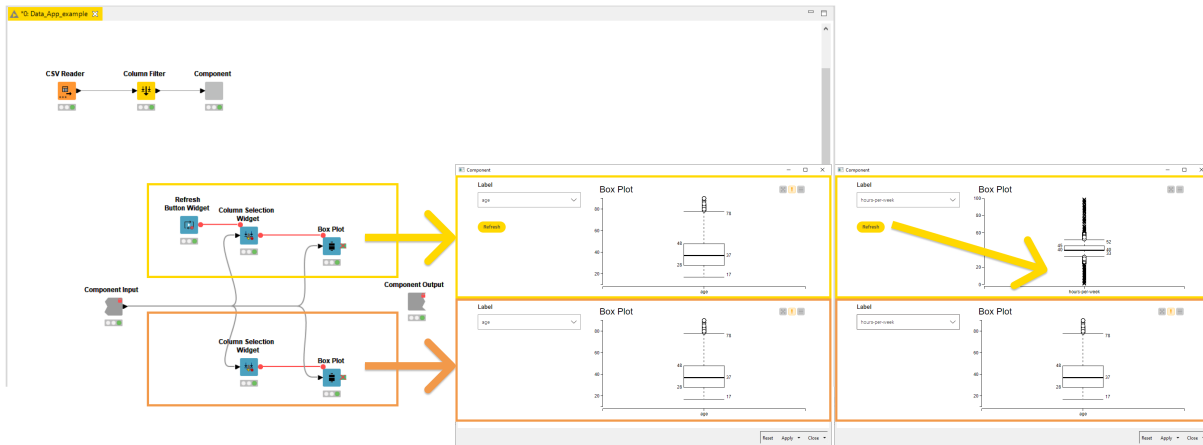 *0: Data_App_example
CSV Reader
Column Filter
Component
Refresh
Button Widget
Column Selection
Widget
Box Plot
Component Input
Component Output
Column Selection
Widget
Box Plot
Component
Label
age
Refresh
Box Plot
80
60
40
20
78
48
37
28
17
age
Label
age
Box Plot
80
60
40
20
78
48
37
28
17
age
Reset Apply Close
Component
Label
hours-per-week
Refresh
Box Plot
100
80
60
40
20
0
52
45
40
40
33
hours-per-week
Label
hours-per-week
Box Plot
80
60
40
20
78
48
37
28
17
age
Reset Apply Close